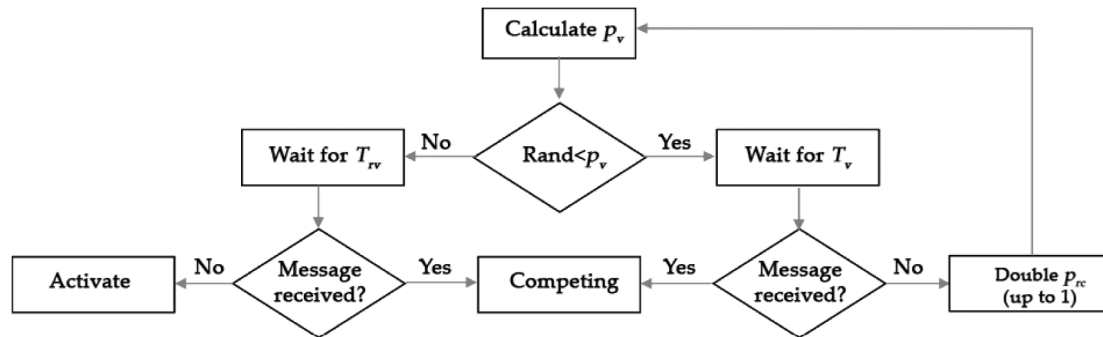 Calculate p_v
No
Yes
Wait for T_rv
Rand<p_v
Wait for T_v
No
Message
received?
Yes
Yes
Message
received?
No
Activate
Competing
Double p_rc
(up to 1)